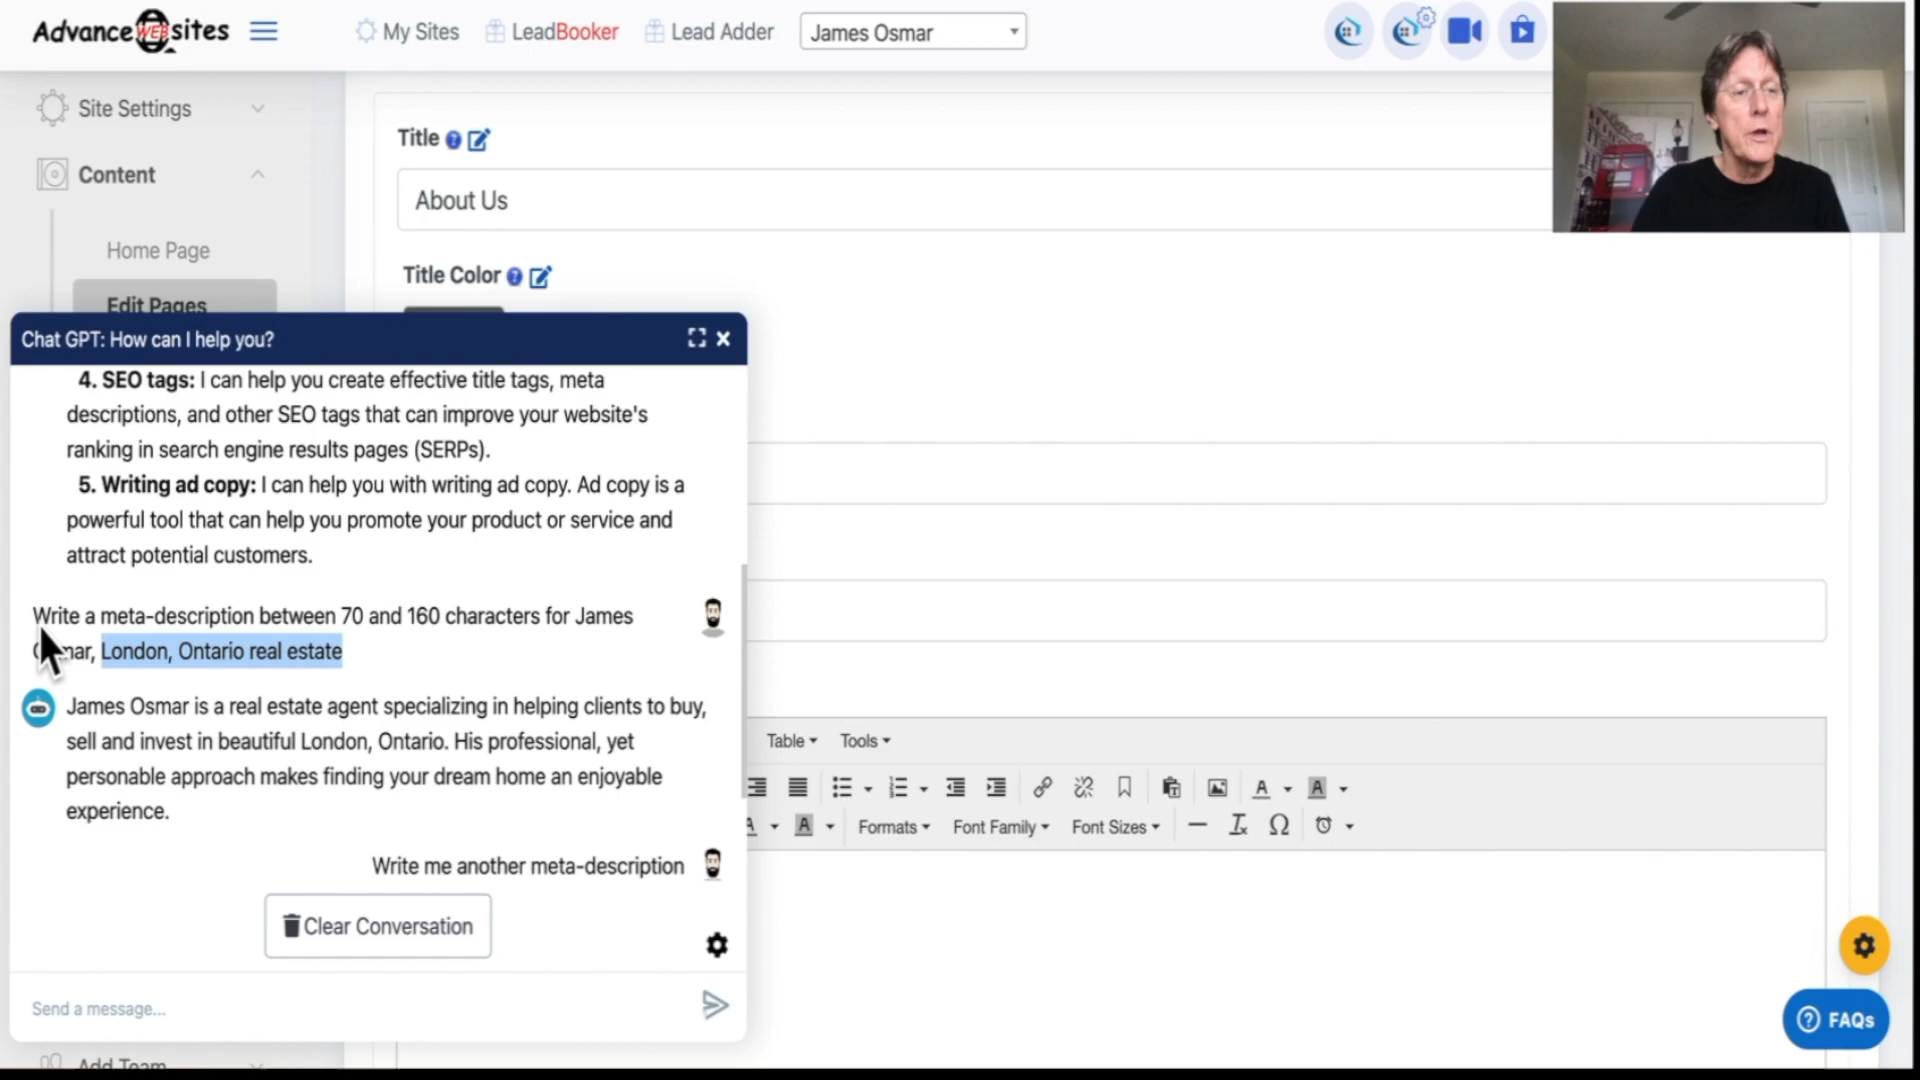 Advance WEB sites
My Sites
LeadBooker
Lead Adder
James Osmar
Site Settings
Content
Home Page
Edit Pages
Title
About Us
Title Color
Chat GPT: How can I help you?
4. SEO tags: I can help you create effective title tags, meta
descriptions, and other SEO tags that can improve your website's
ranking in search engine results pages (SERPs).
5. Writing ad copy: I can help you with writing ad copy. Ad copy is a
powerful tool that can help you promote your product or service and
attract potential customers.
Write a meta-description between 70 and 160 characters for James
Osmar, London, Ontario real estate
James Osmar is a real estate agent specializing in helping clients to buy,
sell and invest in beautiful London, Ontario. His professional, yet
personable approach makes finding your dream home an enjoyable
experience.
Write me another meta-description
Clear Conversation
Send a message...
Table
Tools
Formats
Font Family
Font Sizes
Add Team
FAQs